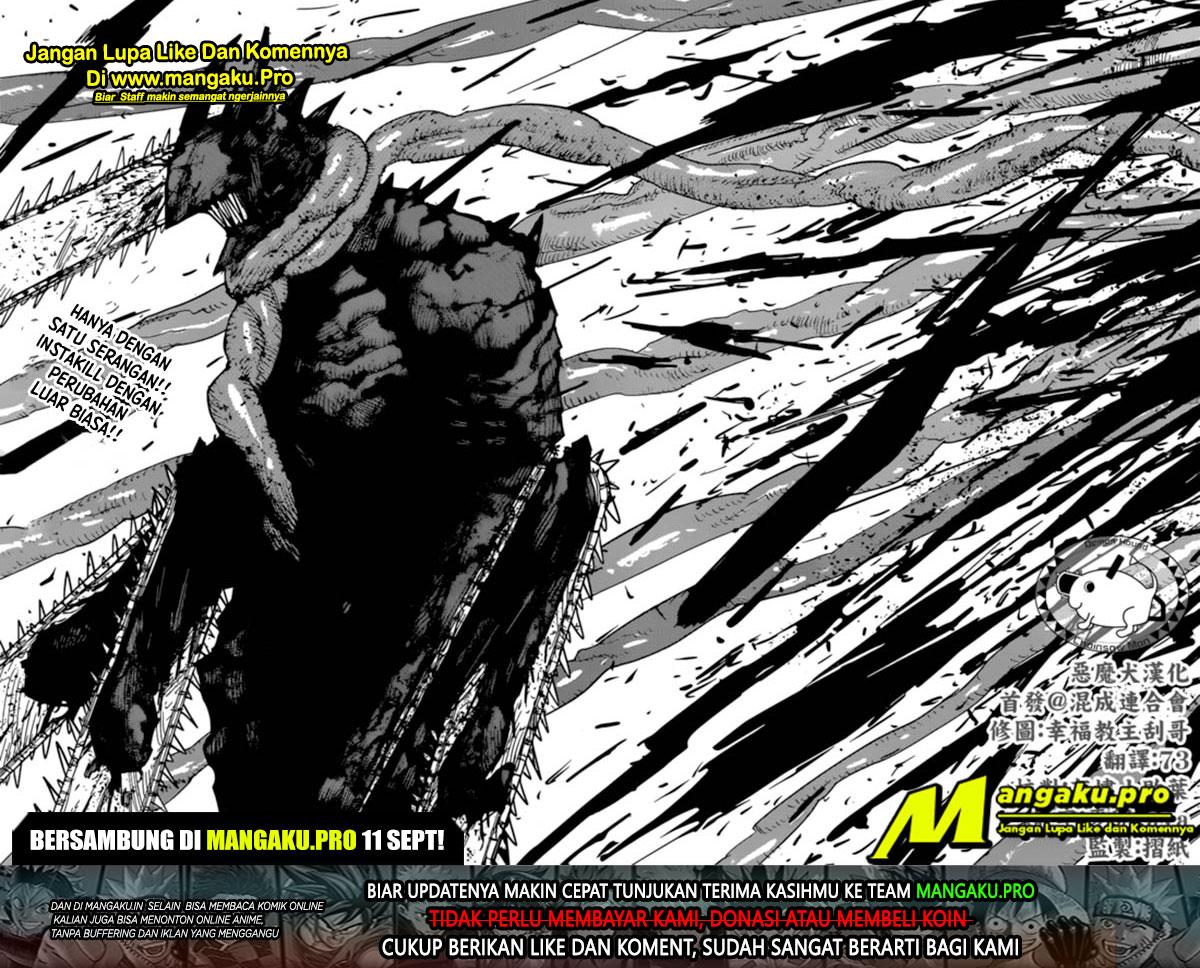 Jangan Lupa Like Dan Komennya
Di www.mangaku.Pro
Biar Staff makin semangat ngerjainnya
HANYA DENGAN
SATU SERANGAN!!
INSTAKILL DENGAN
PERUBAHAN
LUAR BIASA!!
Demon Hound
Chainsaw Man
惡魔犬漢化
首發@混成連合會
修圖:幸福教主刮哥
翻譯:73
Mangaku.pro
Jangan Lupa Like dan Komennya
監製:摺紙
BERSAMBUNG DI MANGAKU.PRO 11 SEPT!
DAN DI MANGAKU.IN SELAIN BISA MEMBACA KOMIK ONLINE
KALIAN JUGA BISA MENONTON ONLINE ANIME,
TANPA BUFFERING DAN IKLAN YANG MENGGANGU
BIAR UPDATENYA MAKIN CEPAT TUNJUKAN TERIMA KASIHMU KE TEAM MANGAKU.PRO
TIDAK PERLU MEMBAYAR KAMI, DONASI ATAU MEMBELI KOIN
CUKUP BERIKAN LIKE DAN KOMENT, SUDAH SANGAT BERARTI BAGI KAMI